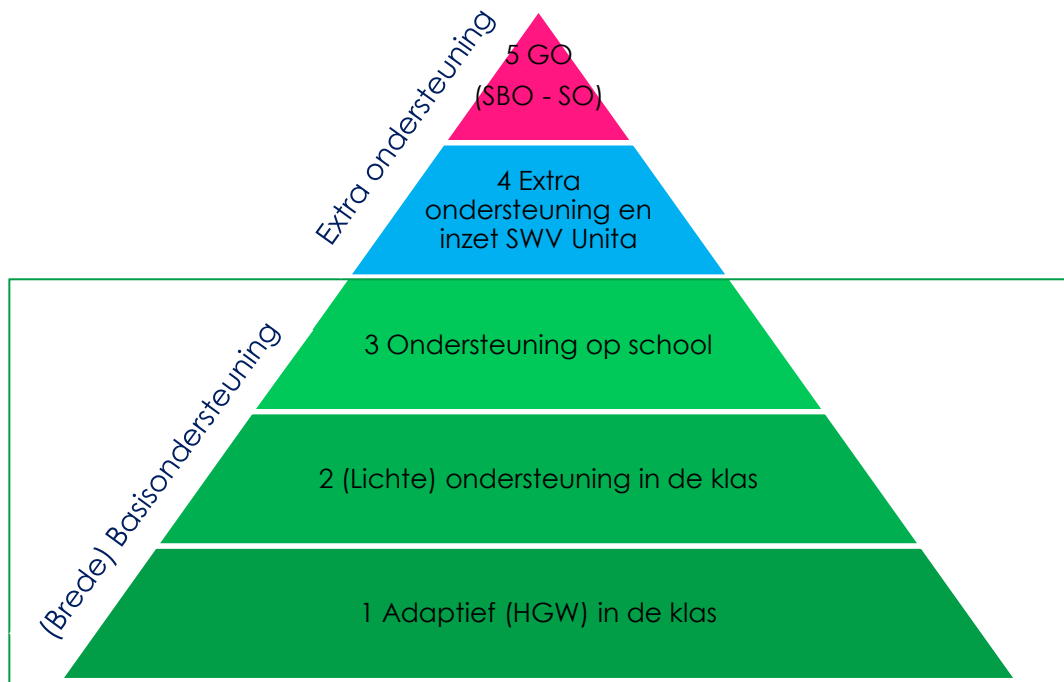 Extra ondersteuning
5 GO
(SBO - SO)
4 Extra
ondersteuning en
inzet SWV Unita
(Brede) Basisondersteuning
3 Ondersteuning op school
2 (Lichte) ondersteuning in de klas
1 Adaptief (HGW) in de klas